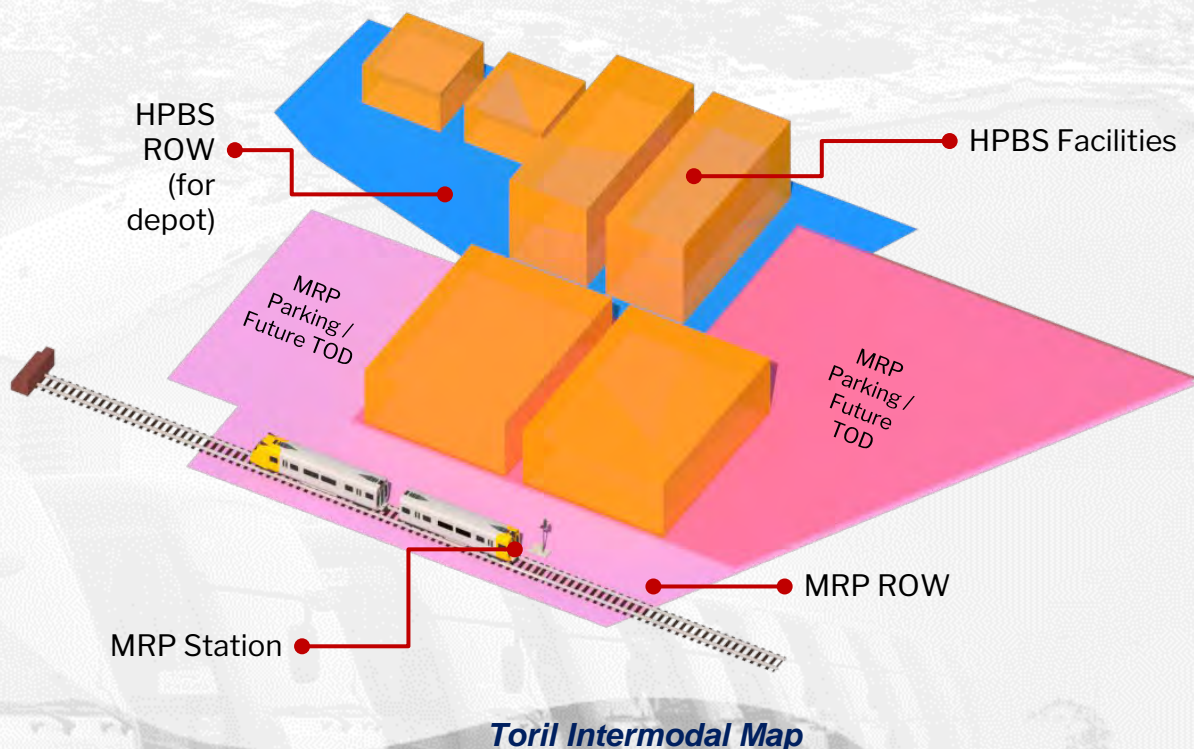 HPBS
ROW
(for
depot)
HPBS Facilities
MRP
Parking /
Future TOD
MRP
Parking /
Future
TOD
MRP ROW
MRP Station
Toril Intermodal Map